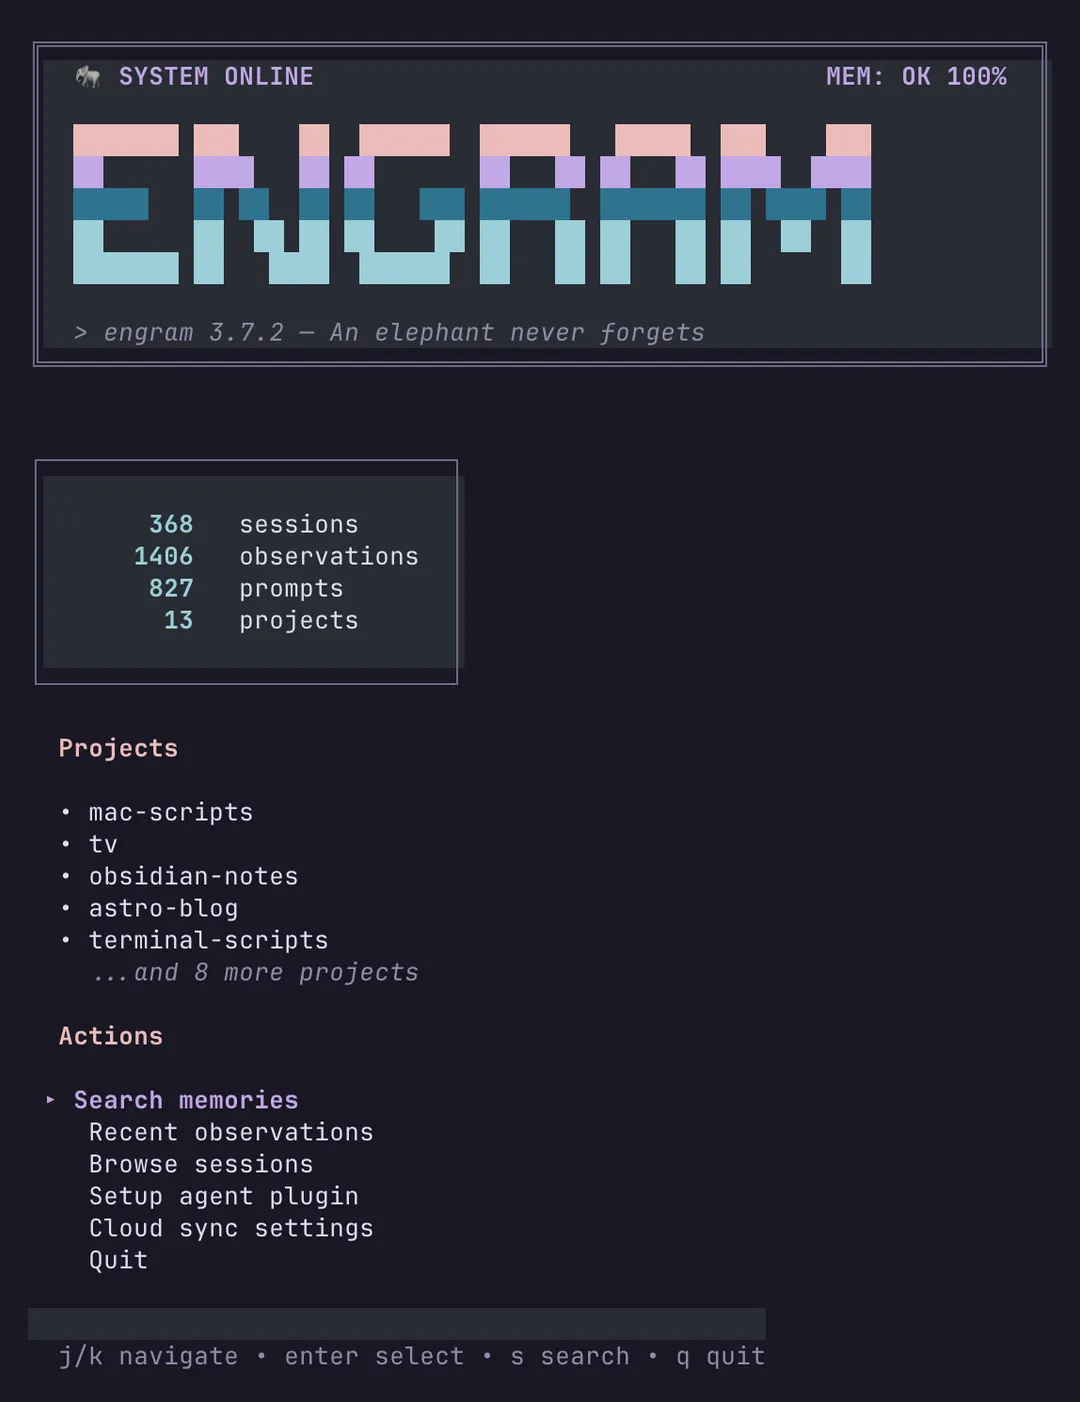 SYSTEM ONLINE MEM: OK 100%
ENGRAM
> engram 3.7.2 — An elephant never forgets
368 sessions
1406 observations
827 prompts
13 projects
Projects
• mac-scripts
• tv
• obsidian-notes
• astro-blog
• terminal-scripts
...and 8 more projects
Actions
▸ Search memories
Recent observations
Browse sessions
Setup agent plugin
Cloud sync settings
Quit
j/k navigate • enter select • s search • q quit